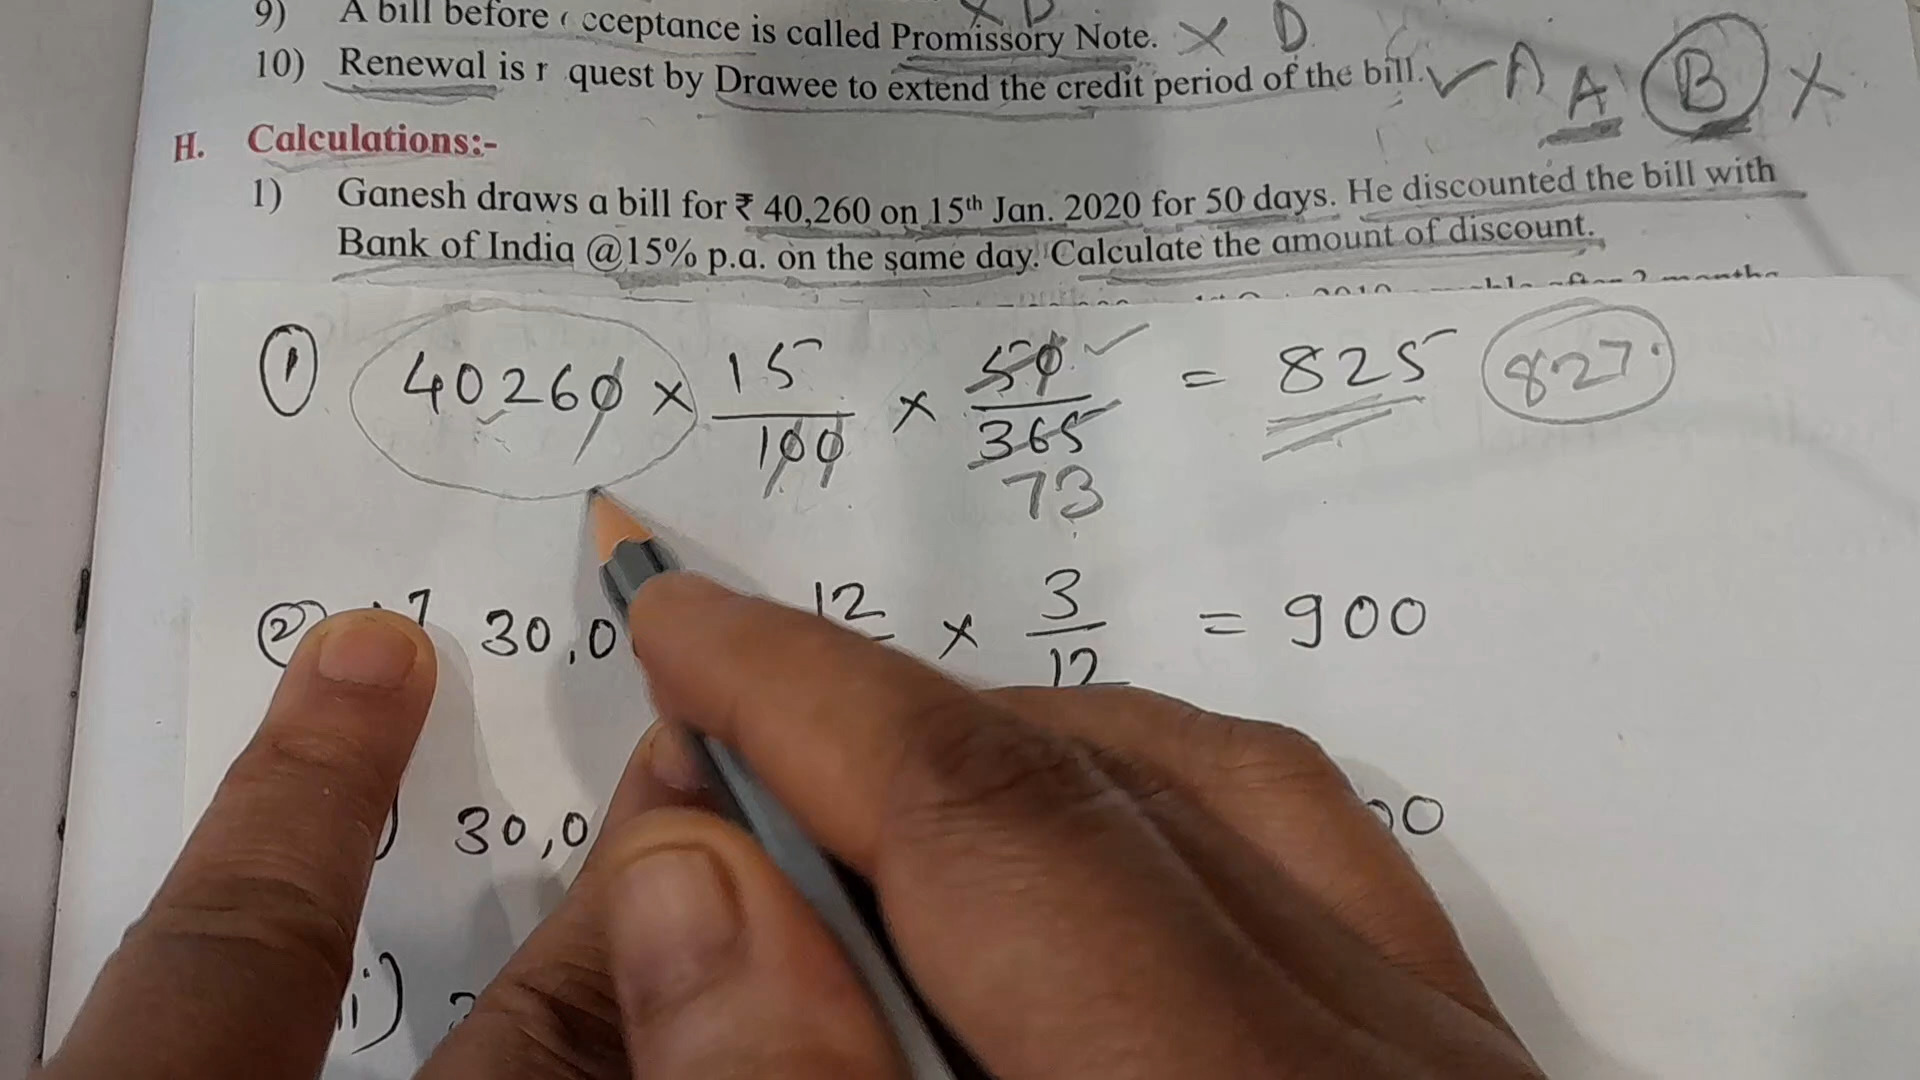 9) A bill before cceptance is called Promissory Note. X D
10) Renewal is r quest by Drawee to extend the credit period of the bill. ✓ A A B X
H. Calculations:-
1) Ganesh draws a bill for ₹ 40,260 on 15th Jan. 2020 for 50 days. He discounted the bill with
Bank of India @15% p.a. on the same day. Calculate the amount of discount.
① 40260 × 15/100 × 50/365 = 825 827.
73
② 30,0 12 × 3/12 = 900
30,0
i)